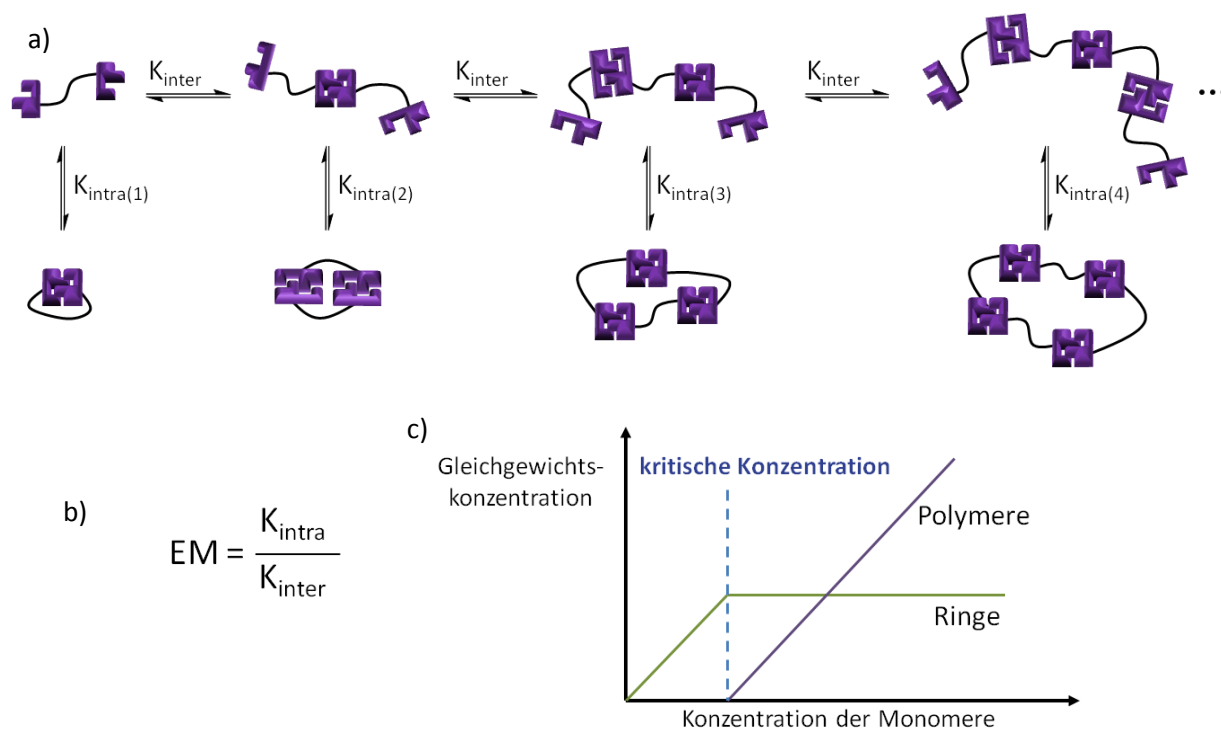 a)
K_inter
K_inter
K_inter
...
K_intra(1)
K_intra(2)
K_intra(3)
K_intra(4)
b)
EM = K_intra
K_inter
c)
Gleichgewichts-
konzentration
kritische Konzentration
Polymere
Ringe
Konzentration der Monomere